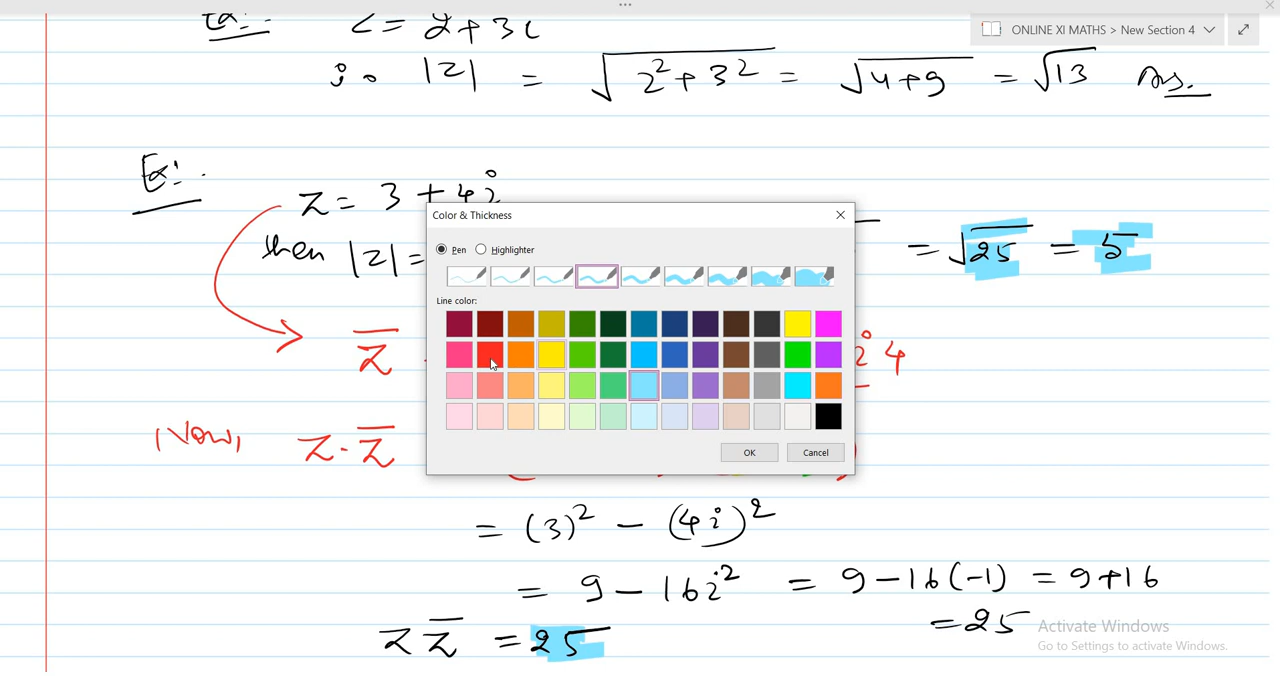 ONLINE XI MATHS > New Section 4
Ex: z = 2 + 3i
|z| = √2² + 3² = √4+9 = √13 Ans.
Ex:
z = 3 + 4i
then |z| = = √25 = 5
z̅ i 4
Color & Thickness
Pen Highlighter
Line color:
OK Cancel
Now, z · z̅
= (3)² − (4i)²
= 9 − 16i² = 9 − 16(−1) = 9+16
= 25
z z̅ = 25
Activate Windows
Go to Settings to activate Windows.